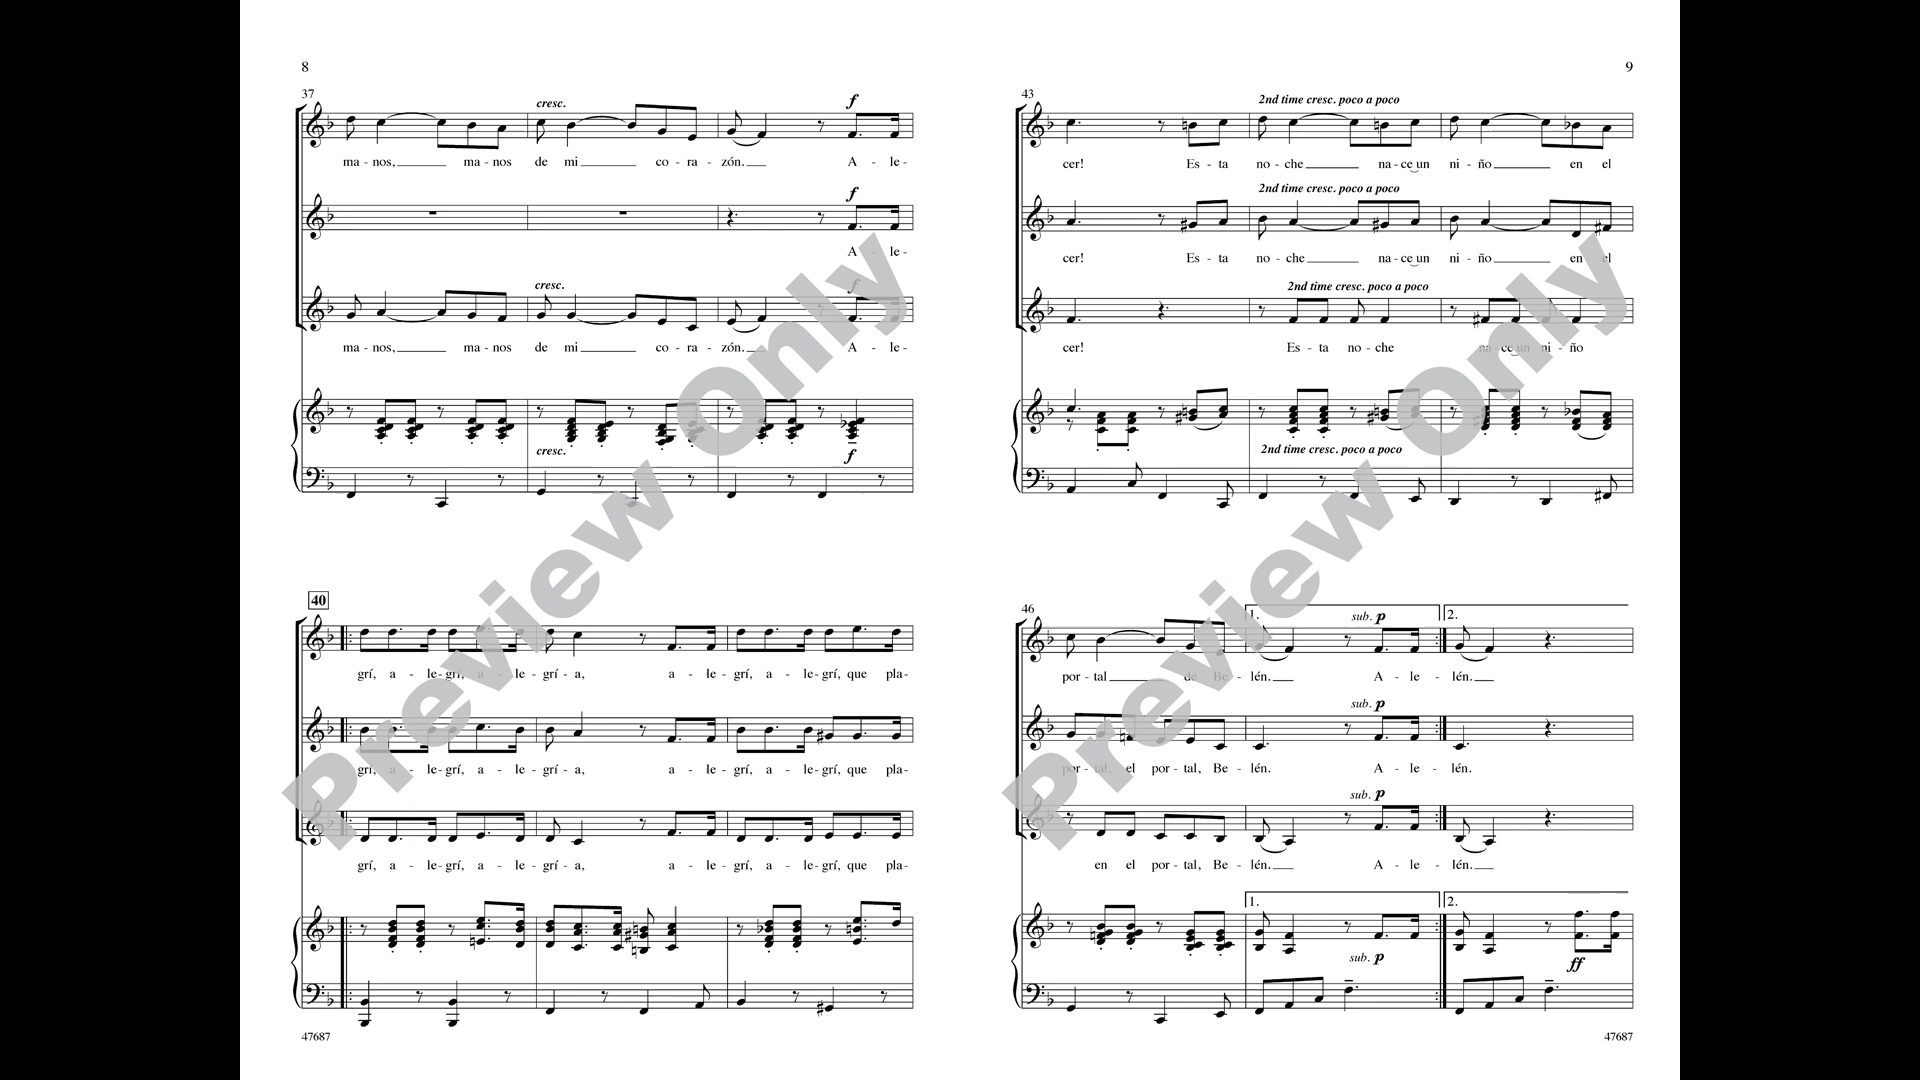 8
37
cresc.
f
ma - nos, ma - nos de mi co - ra - zón. A - le -
f
A - le -
cresc.
f
ma - nos, ma - nos de mi co - ra - zón. A - le -
cresc.
f
40
grí, a - le - grí, a - le - grí - a, a - le - grí, a - le - grí, que pla-
grí, a - le - grí, a - le - grí - a, a - le - grí, a - le - grí, que pla-
grí, a - le - grí, a - le - grí - a, a - le - grí, a - le - grí, que pla-
47687
9
43
2nd time cresc. poco a poco
cer! Es - ta no - che na - ce un ni - ño en el
2nd time cresc. poco a poco
cer! Es - ta no - che na - ce un ni - ño en el
2nd time cresc. poco a poco
cer! Es - ta no - che na - ce un ni - ño
2nd time cresc. poco a poco
46
1.
sub. p
2.
por - tal de Be - lén. A - le - lén.
sub. p
por - tal, el por - tal, Be - lén. A - le - lén.
sub. p
en el por - tal, Be - lén. A - le - lén.
1.
2.
sub. p
ff
47687
Preview Only
Preview Only